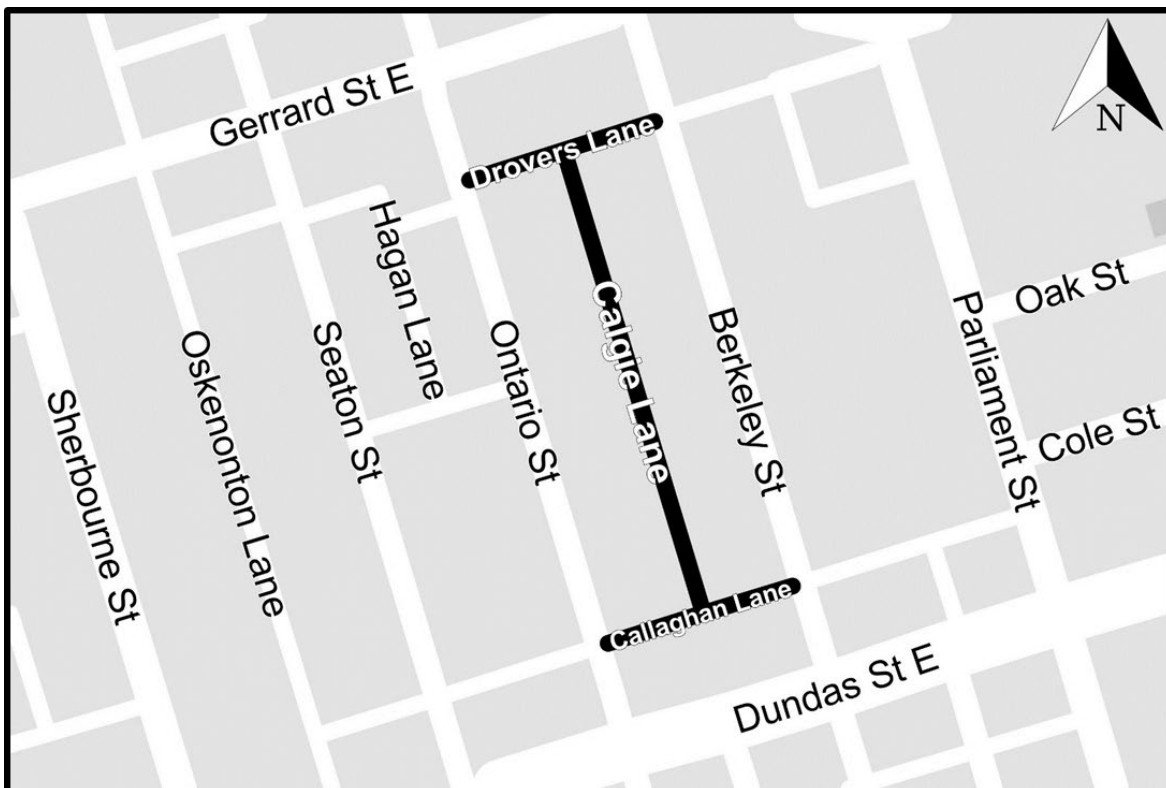 Gerrard St E
N
Drovers Lane
Hagan Lane
Oak St
Calgie Lane
Parliament St
Berkeley St
Ontario St
Seaton St
Oskenonton Lane
Sherbourne St
Cole St
Callaghan Lane
Dundas St E